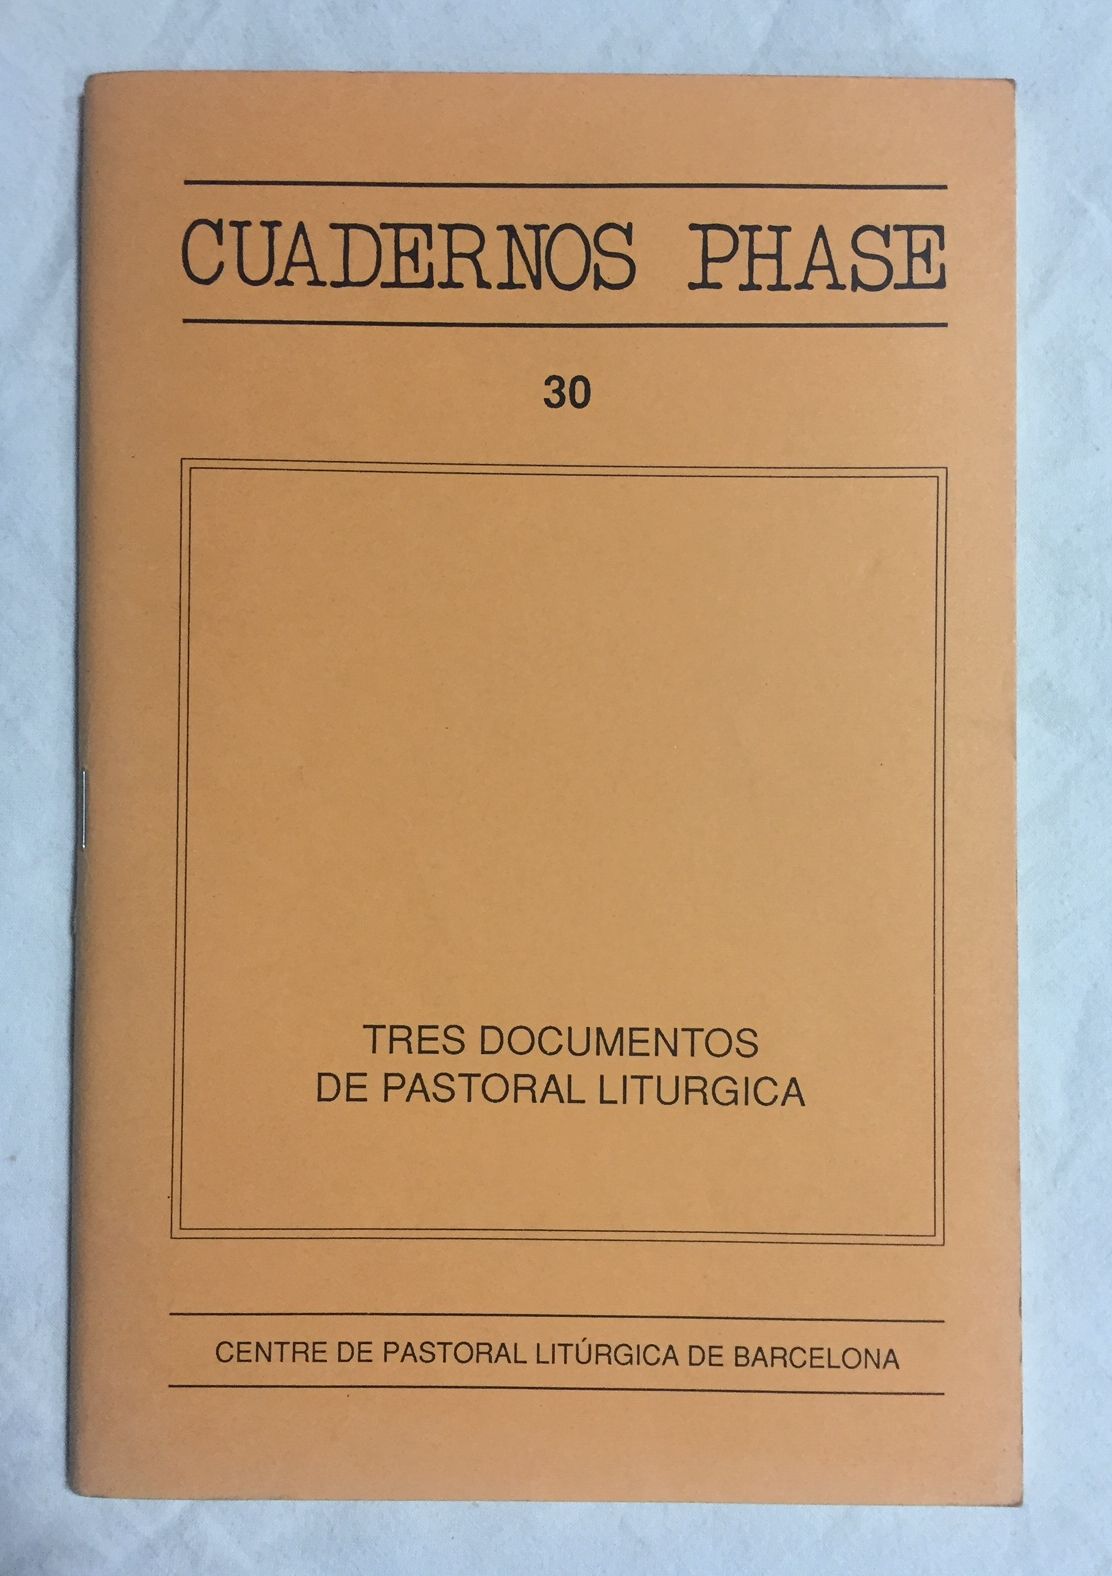 CUADERNOS PHASE
30
TRES DOCUMENTOS
DE PASTORAL LITURGICA
CENTRE DE PASTORAL LITÚRGICA DE BARCELONA